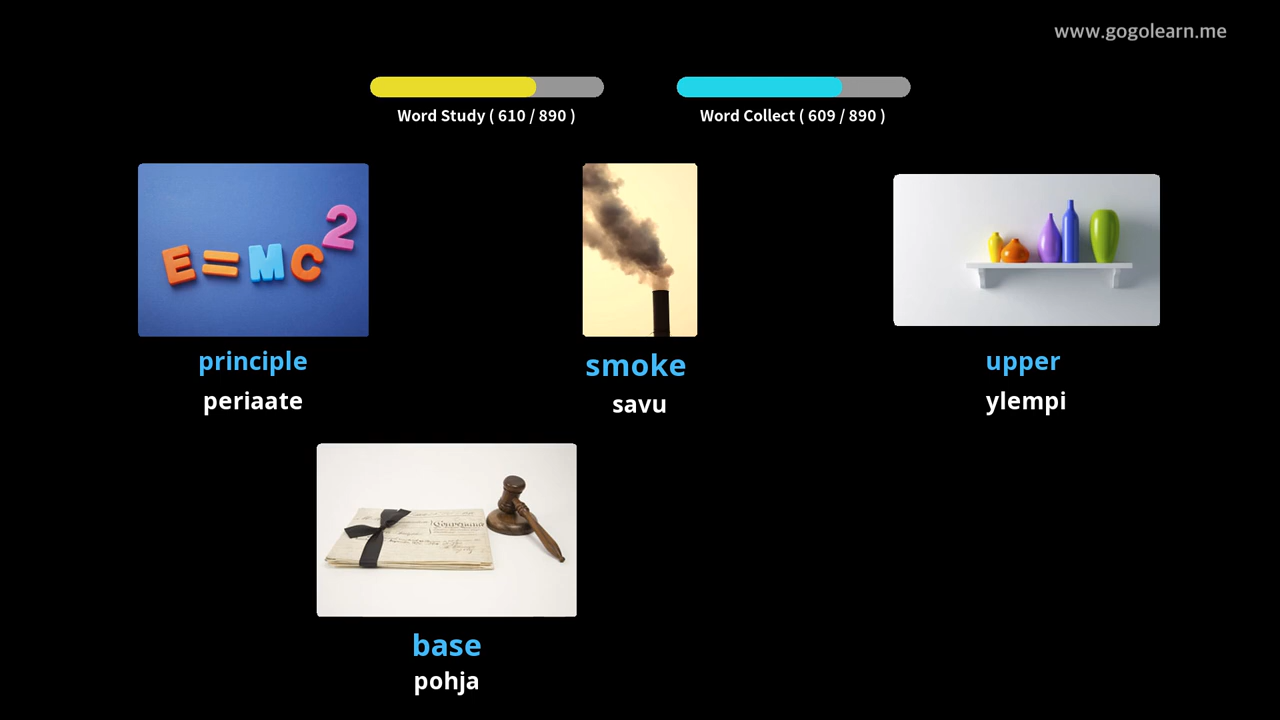 www.gogolearn.me
Word Study ( 610 / 890 )
Word Collect ( 609 / 890 )
E=MC2
principle
periaate
smoke
savu
upper
ylempi
base
pohja